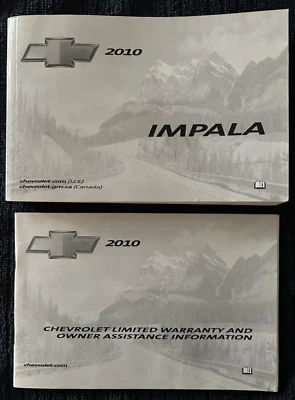 2010
IMPALA
chevrolet.com (U.S.)
chevrolet.gm.ca (Canada)
2010
CHEVROLET LIMITED WARRANTY AND
OWNER ASSISTANCE INFORMATION
chevrolet.com